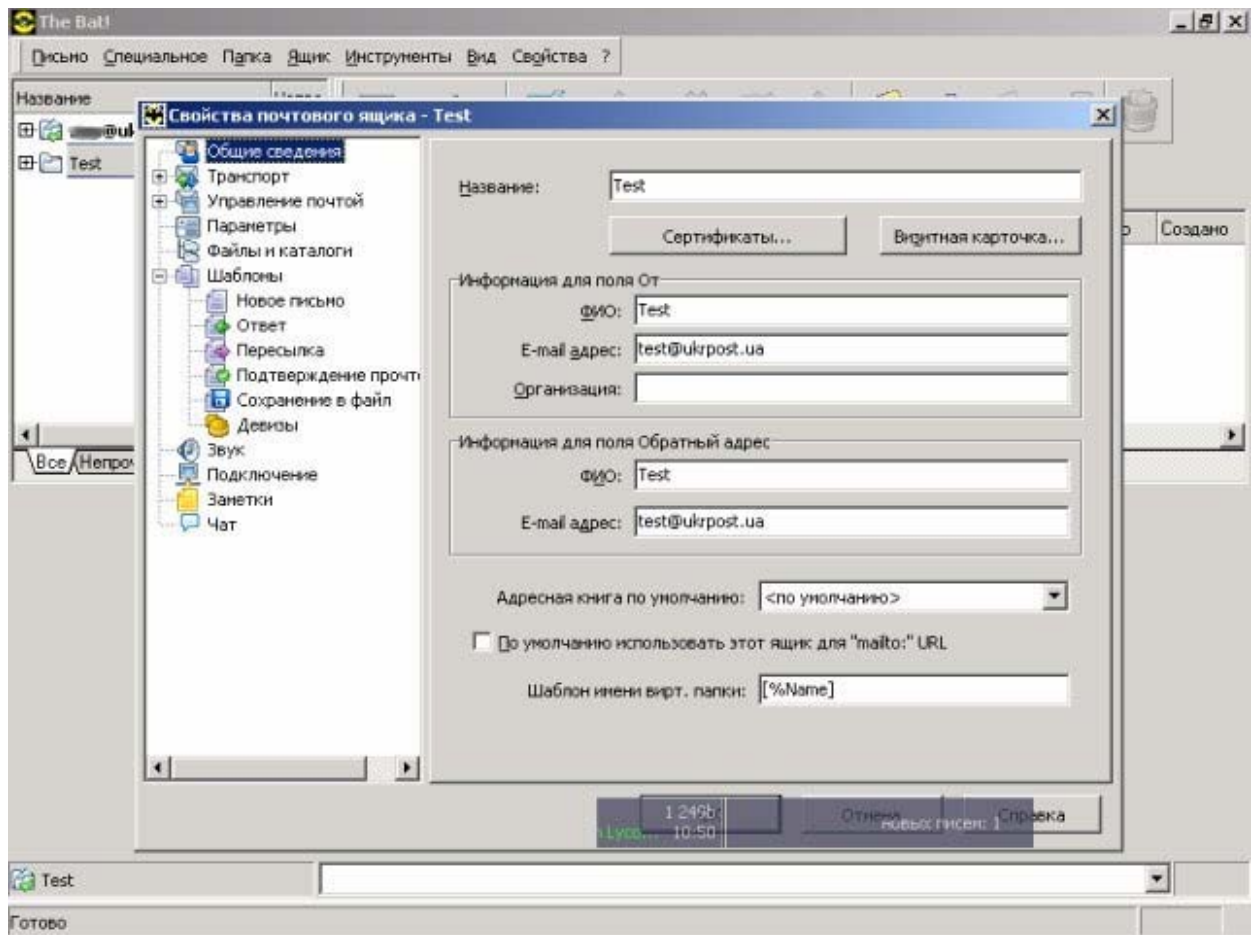 The Bat!
Письмо Специальное Папка Ящик Инструменты Вид Свойства ?
Название
Создано
Test
Свойства почтового ящика - Test
Общие сведения
Транспорт
Управление почтой
Параметры
Файлы и каталоги
Шаблоны
Новое письмо
Ответ
Пересылка
Подтверждение прочт
Сохранение в файл
Девизы
Звук
Подключение
Заметки
Чат
Название: Test
Сертификаты... Визитная карточка...
Информация для поля От
ФИО: Test
E-mail адрес: test@ukrpost.ua
Организация:
Информация для поля Обратный адрес
ФИО: Test
E-mail адрес: test@ukrpost.ua
Адресная книга по умолчанию: <по умолчанию>
По умолчанию использовать этот ящик для "mailto:" URL
Шаблон имени вирт. папки: [%Name]
Все Непроч
Отмена Справка
10:50 новых писем: 1
Test
Готово